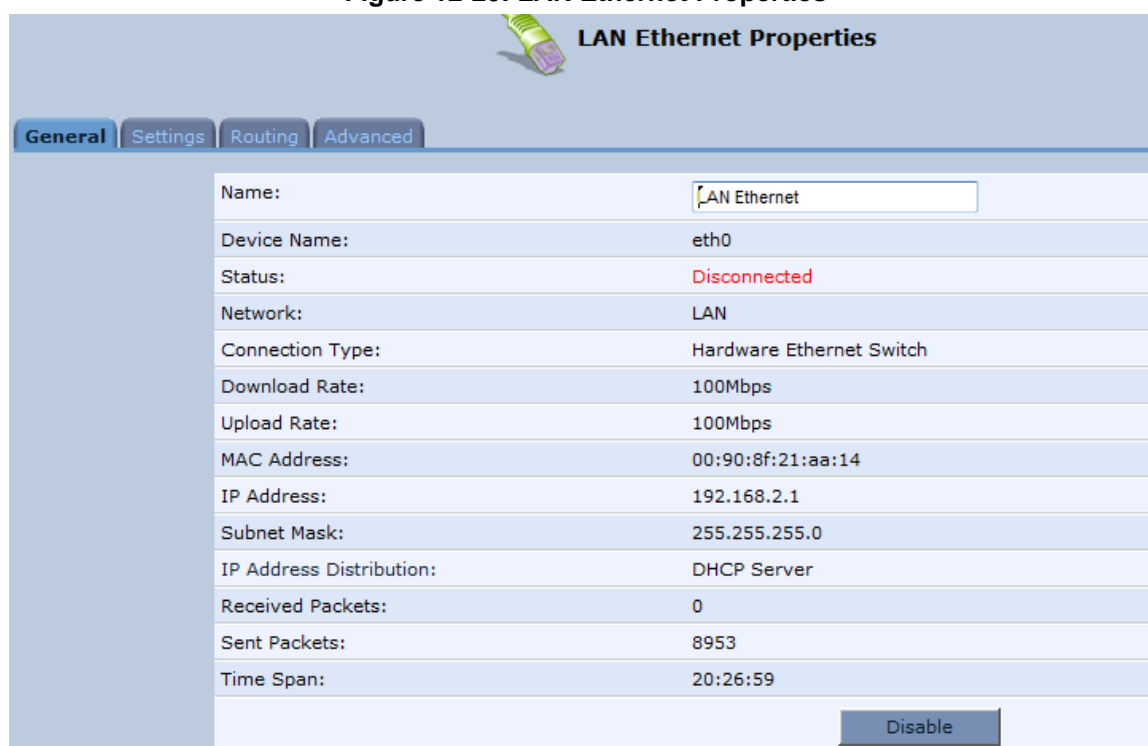 LAN Ethernet Properties
General Settings Routing Advanced
Name: LAN Ethernet
Device Name: eth0
Status: Disconnected
Network: LAN
Connection Type: Hardware Ethernet Switch
Download Rate: 100Mbps
Upload Rate: 100Mbps
MAC Address: 00:90:8f:21:aa:14
IP Address: 192.168.2.1
Subnet Mask: 255.255.255.0
IP Address Distribution: DHCP Server
Received Packets: 0
Sent Packets: 8953
Time Span: 20:26:59
Disable